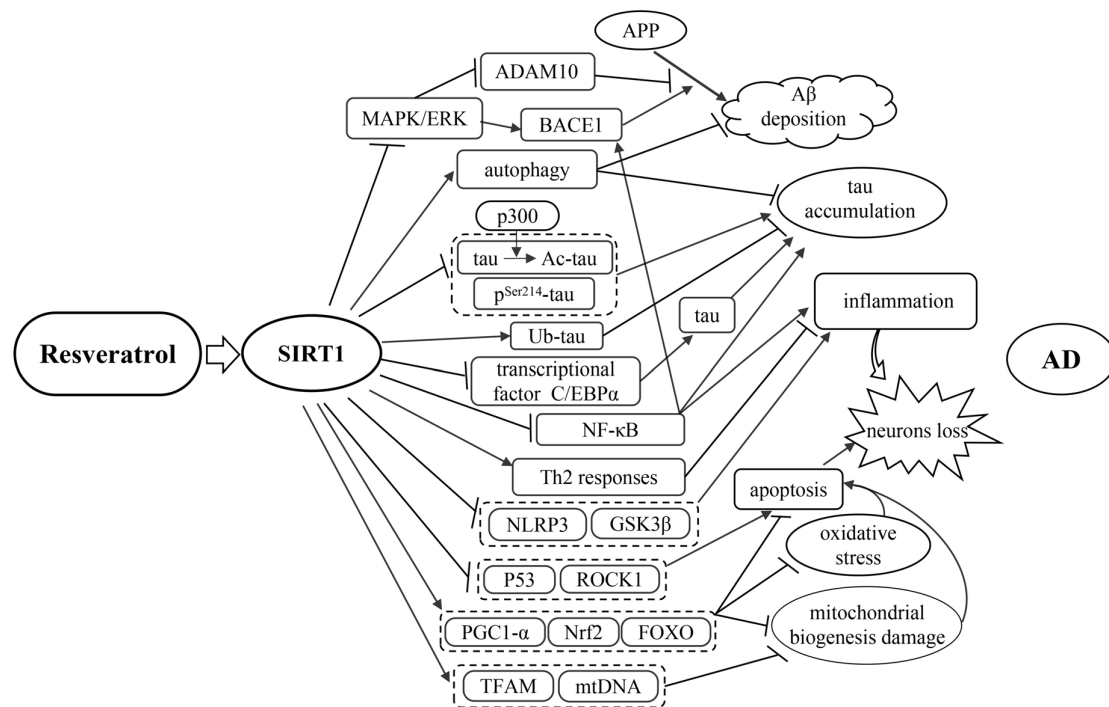 APP
ADAM10
Aβ
deposition
MAPK/ERK
BACE1
autophagy
tau
accumulation
p300
tau
Ac-tau
pSer214-tau
inflammation
tau
Ub-tau
Resveratrol
SIRT1
AD
transcriptional
factor C/EBPα
NF-κB
neurons loss
Th2 responses
apoptosis
NLRP3
GSK3β
oxidative
stress
P53
ROCK1
mitochondrial
biogenesis damage
PGC1-α
Nrf2
FOXO
TFAM
mtDNA